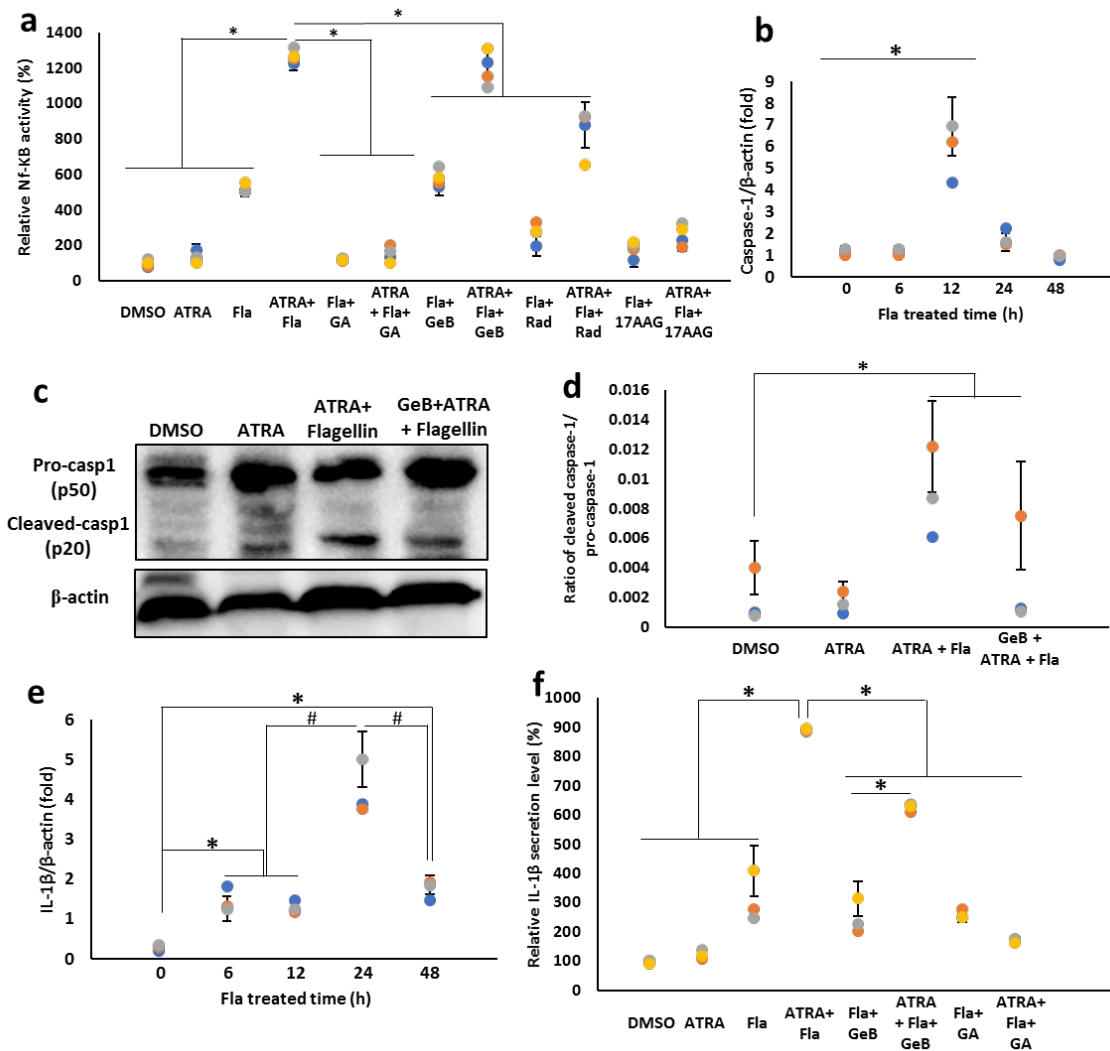 a
Relative Nf-KB activity (%)
1400
1200
1000
800
600
400
200
0
*
*
*
DMSO
ATRA
Fla
ATRA+
Fla
Fla+
GA
ATRA
+ Fla+
GA
Fla+
GeB
ATRA+
Fla+
GeB
Fla+
Rad
ATRA+
Fla+
Rad
Fla+
17AAG
ATRA+
Fla+
17AAG
b
Caspase-1/β-actin (fold)
9
8
7
6
5
4
3
2
1
0
*
0
6
12
24
48
Fla treated time (h)
c
DMSO
ATRA
ATRA+
Flagellin
GeB+ATRA
+ Flagellin
Pro-casp1
(p50)
Cleaved-casp1
(p20)
β-actin
d
Ratio of cleaved caspase-1/
pro-caspase-1
0.016
0.014
0.012
0.01
0.008
0.006
0.004
0.002
0
*
DMSO
ATRA
ATRA + Fla
GeB +
ATRA + Fla
e
IL-1β/β-actin (fold)
6
5
4
3
2
1
0
*
#
#
*
0
6
12
24
48
Fla treated time (h)
f
Relative IL-1β secretion level (%)
1000
900
800
700
600
500
400
300
200
100
0
*
*
*
DMSO
ATRA
Fla
ATRA+
Fla
Fla+
GeB
ATRA
+ Fla+
GeB
Fla+
GA
ATRA+
Fla+
GA